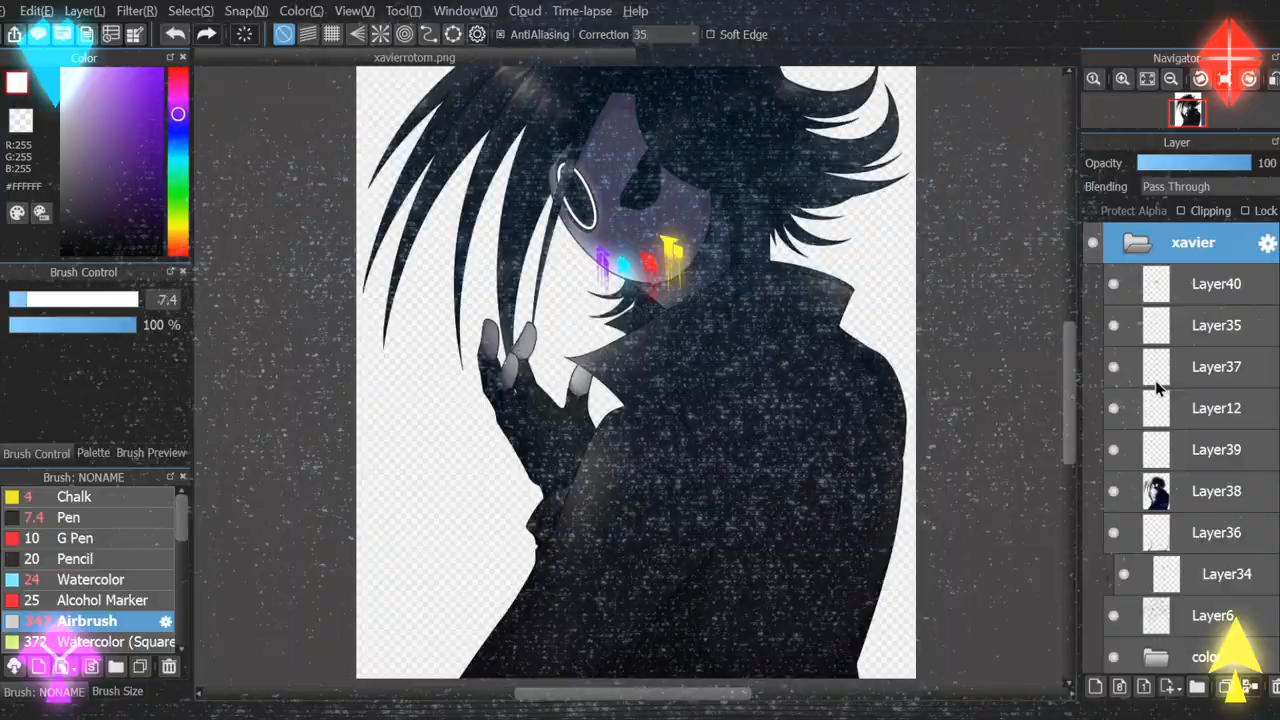 Edit(E) Layer(L) Filter(R) Select(S) Snap(N) Color(C) View(V) Tool(T) Window(W) Cloud Time-lapse Help
AntiAliasing Correction 35 Soft Edge
Color
xavierrotom.png
Navigator
R:255
G:255
B:255
#FFFFFF
Layer
Opacity 100
Blending Pass Through
Protect Alpha Clipping Lock
xavier
Brush Control
7.4
100 %
Layer40
Layer35
Layer37
Layer12
Layer39
Layer38
Layer36
Layer34
Layer6
Brush Control Palette Brush Preview
Brush: NONAME
4 Chalk
7.4 Pen
10 G Pen
20 Pencil
24 Watercolor
25 Alcohol Marker
347 Airbrush
372 Watercolor (Square
Brush: NONAME Brush Size